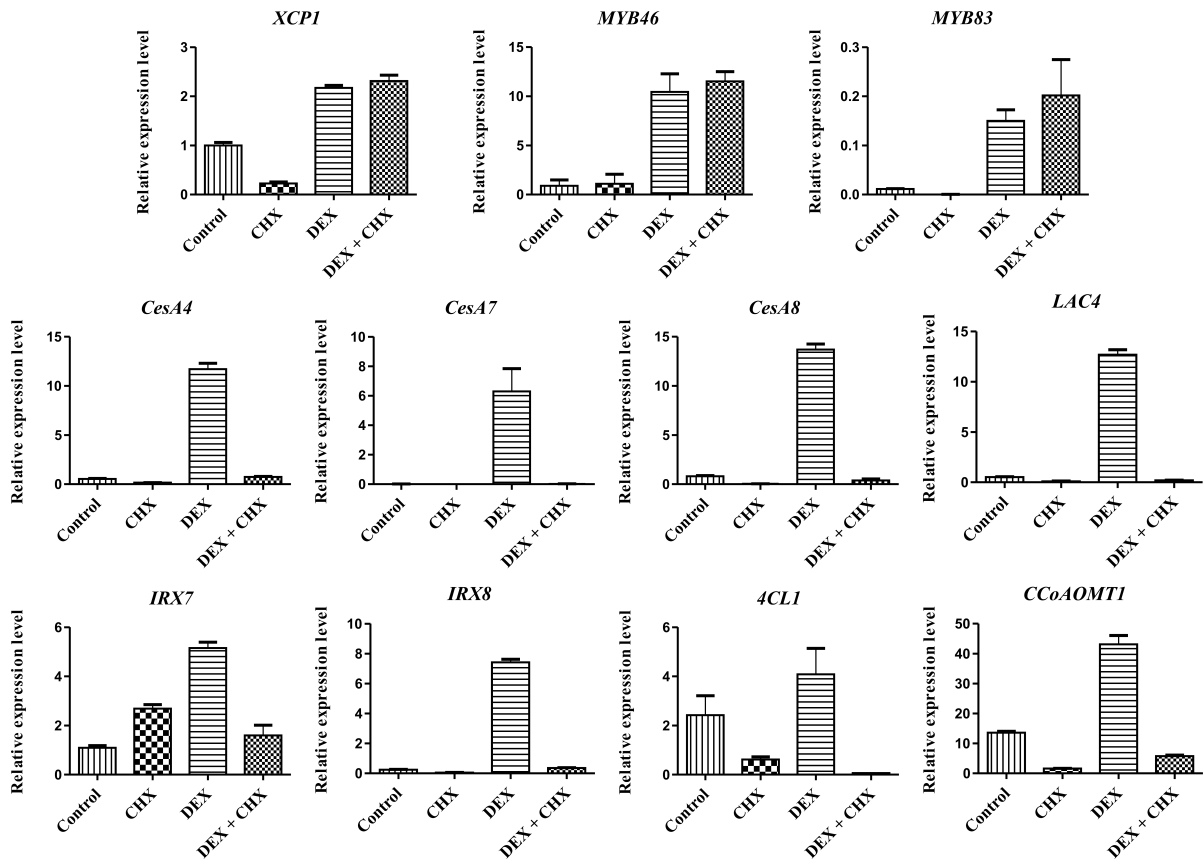 XCP1
MYB46
MYB83
Relative expression level
3
2
1
0
Control
CHX
DEX
DEX + CHX
Relative expression level
15
10
5
0
Control
CHX
DEX
DEX + CHX
Relative expression level
0.3
0.2
0.1
0.0
Control
CHX
DEX
DEX + CHX
CesA4
CesA7
CesA8
LAC4
Relative expression level
15
10
5
0
Control
CHX
DEX
DEX + CHX
Relative expression level
10
8
6
4
2
0
Control
CHX
DEX
DEX + CHX
Relative expression level
15
10
5
0
Control
CHX
DEX
DEX + CHX
Relative expression level
15
10
5
0
Control
CHX
DEX
DEX + CHX
IRX7
IRX8
4CL1
CCoAOMT1
Relative expression level
6
4
2
0
Control
CHX
DEX
DEX + CHX
Relative expression level
10
8
6
4
2
0
Control
CHX
DEX
DEX + CHX
Relative expression level
6
4
2
0
Control
CHX
DEX
DEX + CHX
Relative expression level
50
40
30
20
10
0
Control
CHX
DEX
DEX + CHX